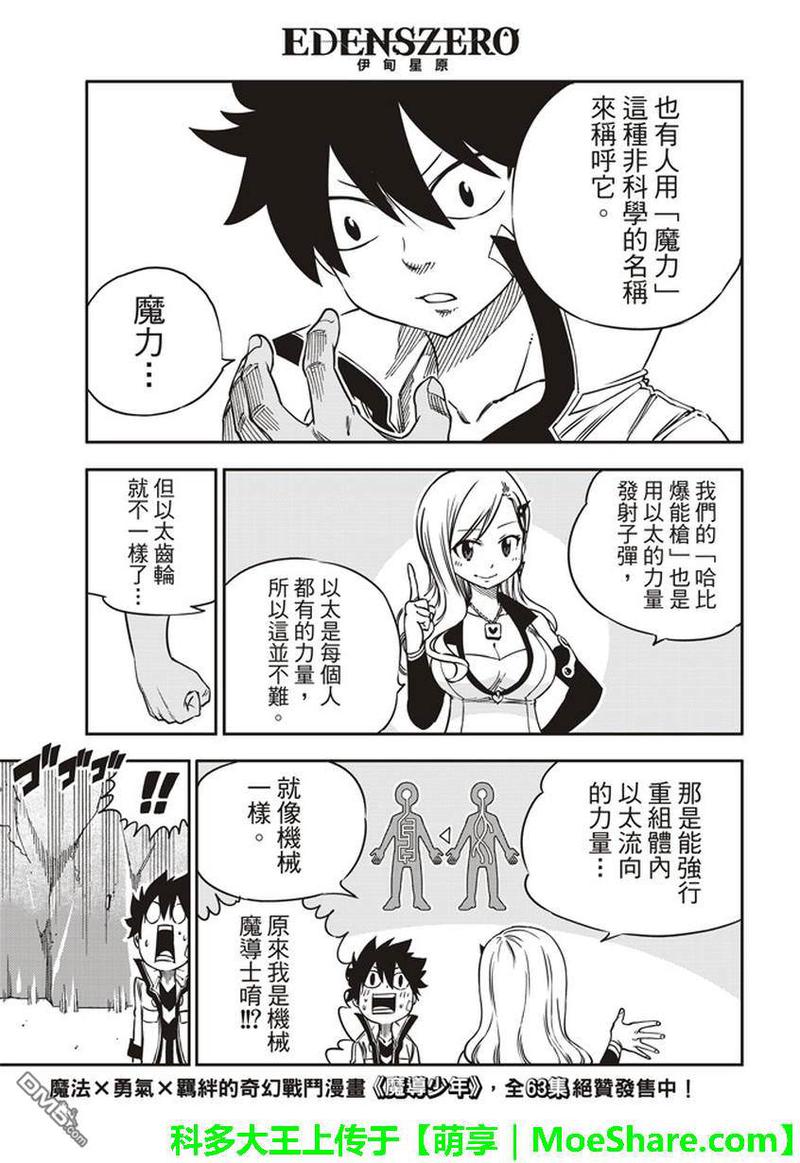 EDENSZERO
伊甸星原
也有人用「魔力」
這種非科學的名稱
來稱呼它。
魔力…
我們的「哈比
爆能槍」也是
用以太的力量
發射子彈，
以太是每個人
都有的力量，
所以這並不難。
但以太齒輪
就不一樣了…
那是能強行
重組體內
以太流向
的力量…
就像機械
一樣。
原來我是機械
魔導士唷!!?
!!
ゴゴゴゴ
魔法×勇氣×羈絆的奇幻戰鬥漫畫《魔導少年》，全63集絕贊發售中！
科多大王上传于【萌享｜MoeShare.com】